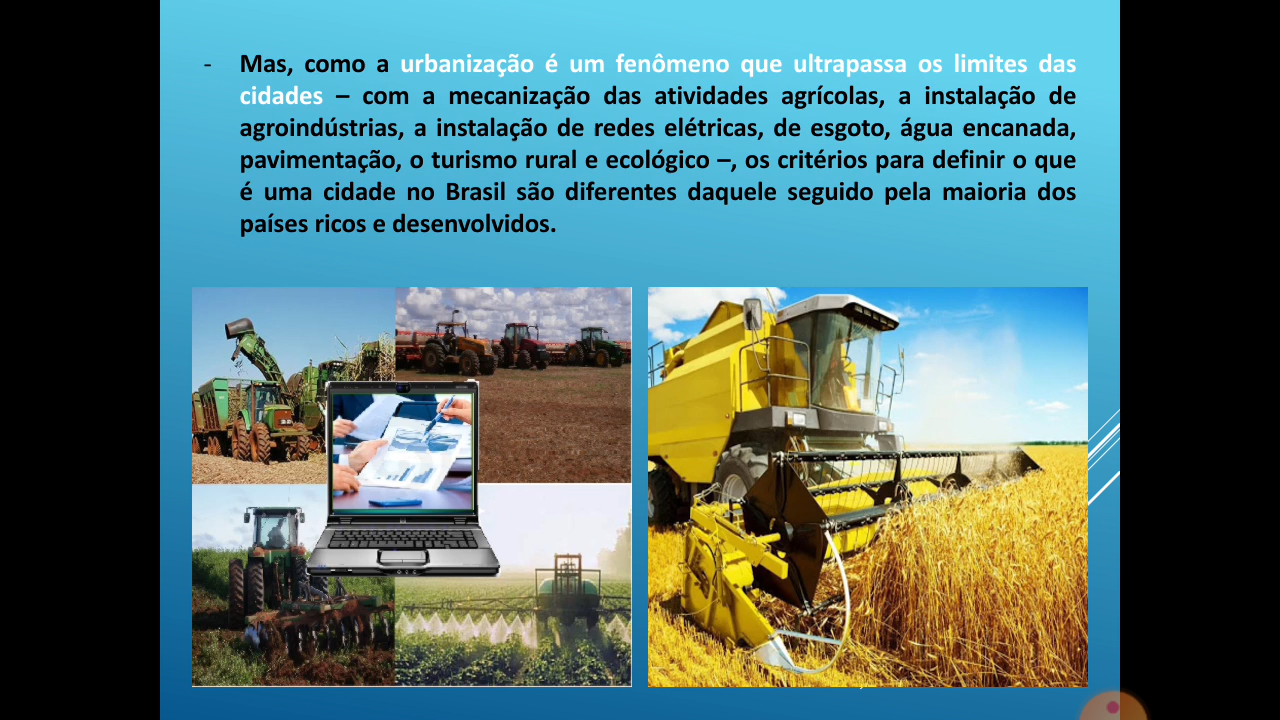 - Mas, como a urbanização é um fenômeno que ultrapassa os limites das
cidades – com a mecanização das atividades agrícolas, a instalação de
agroindústrias, a instalação de redes elétricas, de esgoto, água encanada,
pavimentação, o turismo rural e ecológico –, os critérios para definir o que
é uma cidade no Brasil são diferentes daquele seguido pela maioria dos
países ricos e desenvolvidos.